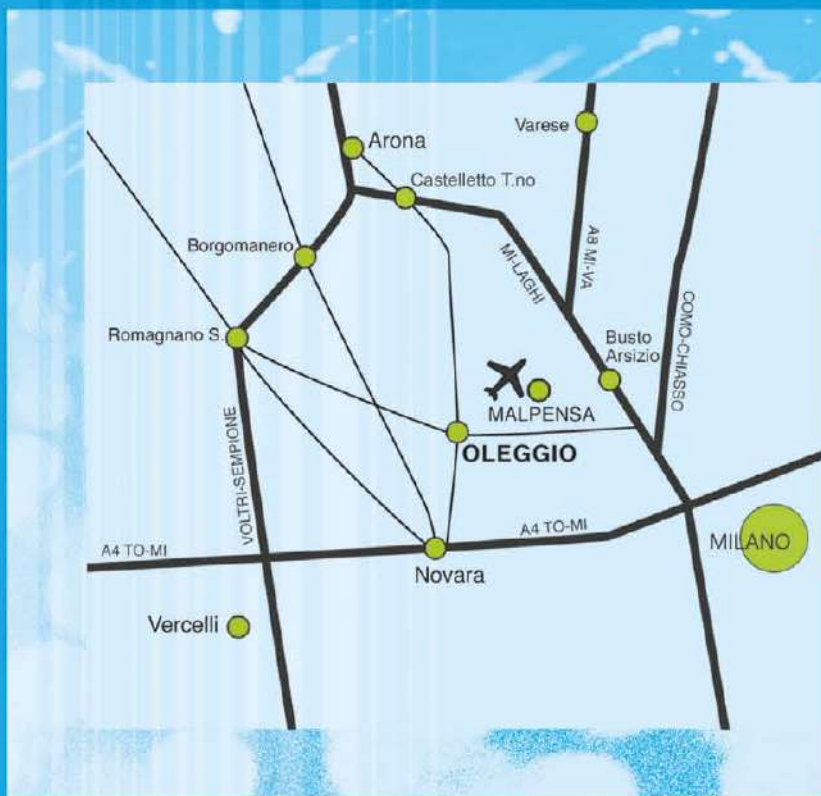 Arona
Varese
Castelletto T.no
Borgomanero
MI-LAGHI
A8 MI-VA
COMO-CHIASSO
Romagnano S.
Busto
Arsizio
MALPENSA
VOLTRI-SEMPIONE
OLEGGIO
A4 TO-MI
A4 TO-MI
MILANO
Novara
Vercelli